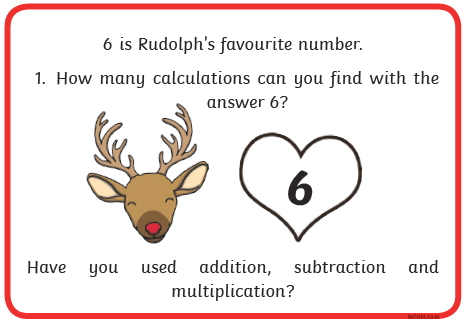 6 is Rudolph's favourite number.
1. How many calculations can you find with the
answer 6?
6
Have you used addition, subtraction and
multiplication?